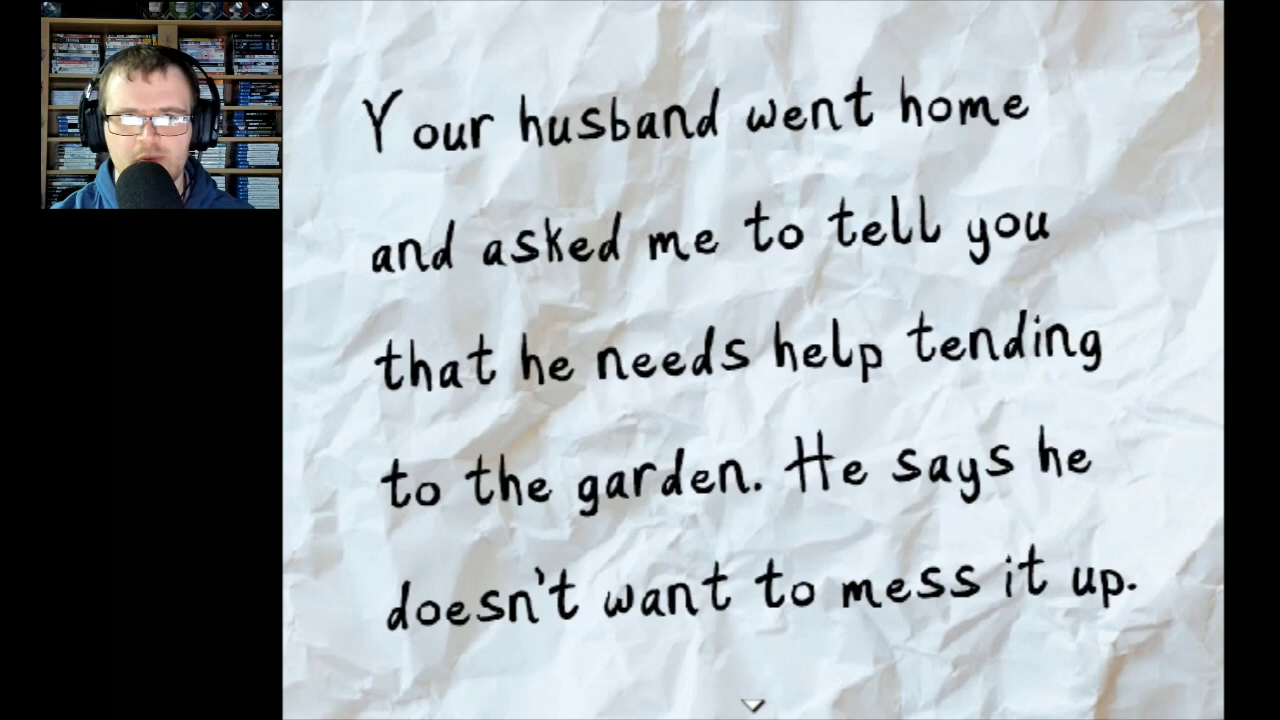 Your husband went home
and asked me to tell you
that he needs help tending
to the garden. He says he
doesn't want to mess it up.